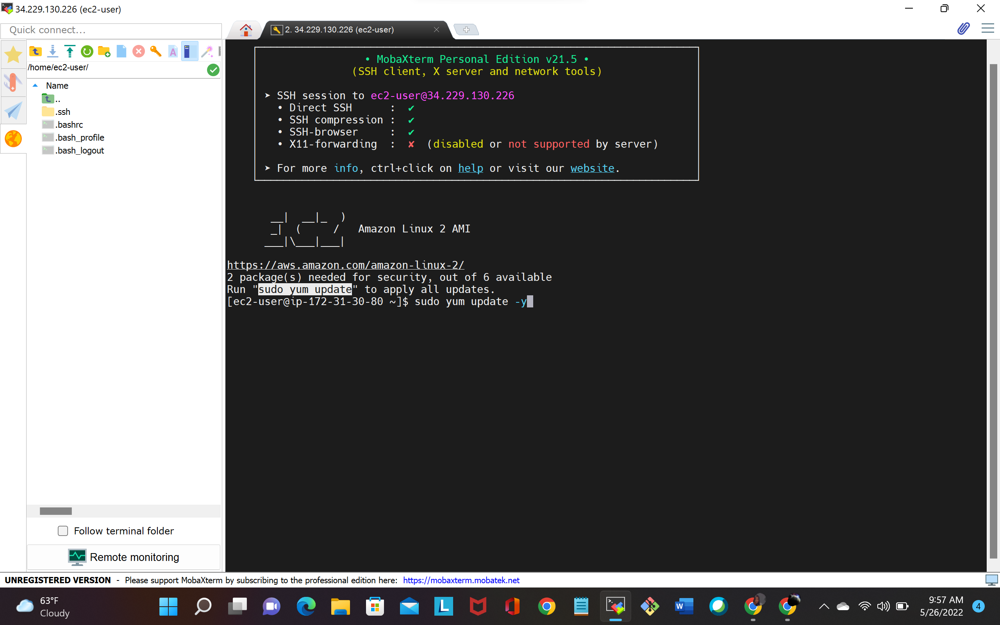 34.229.130.226 (ec2-user)
Quick connect...
2. 34.229.130.226 (ec2-user)
/home/ec2-user/
Name
..
.ssh
.bashrc
.bash_profile
.bash_logout
• MobaXterm Personal Edition v21.5 •
(SSH client, X server and network tools)
➤ SSH session to ec2-user@34.229.130.226
• Direct SSH : ✔
• SSH compression : ✔
• SSH-browser : ✔
• X11-forwarding : ✘ (disabled or not supported by server)
➤ For more info, ctrl+click on help or visit our website.
__| __|_ )
_| ( / Amazon Linux 2 AMI
___|\___|___|
https://aws.amazon.com/amazon-linux-2/
2 package(s) needed for security, out of 6 available
Run "sudo yum update" to apply all updates.
[ec2-user@ip-172-31-30-80 ~]$ sudo yum update -y
Follow terminal folder
Remote monitoring
UNREGISTERED VERSION - Please support MobaXterm by subscribing to the professional edition here: https://mobaxterm.mobatek.net
63°F
Cloudy
9:57 AM
5/26/2022
4